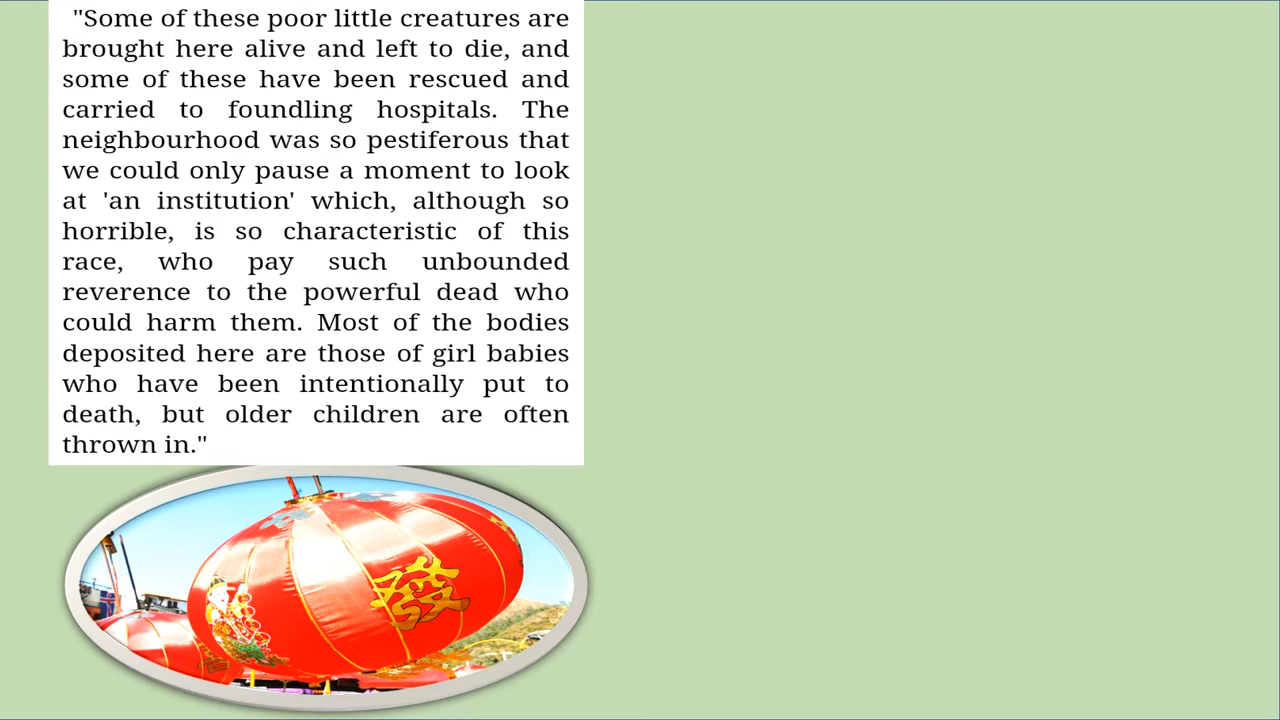 "Some of these poor little creatures are
brought here alive and left to die, and
some of these have been rescued and
carried to foundling hospitals. The
neighbourhood was so pestiferous that
we could only pause a moment to look
at 'an institution' which, although so
horrible, is so characteristic of this
race, who pay such unbounded
reverence to the powerful dead who
could harm them. Most of the bodies
deposited here are those of girl babies
who have been intentionally put to
death, but older children are often
thrown in."
發